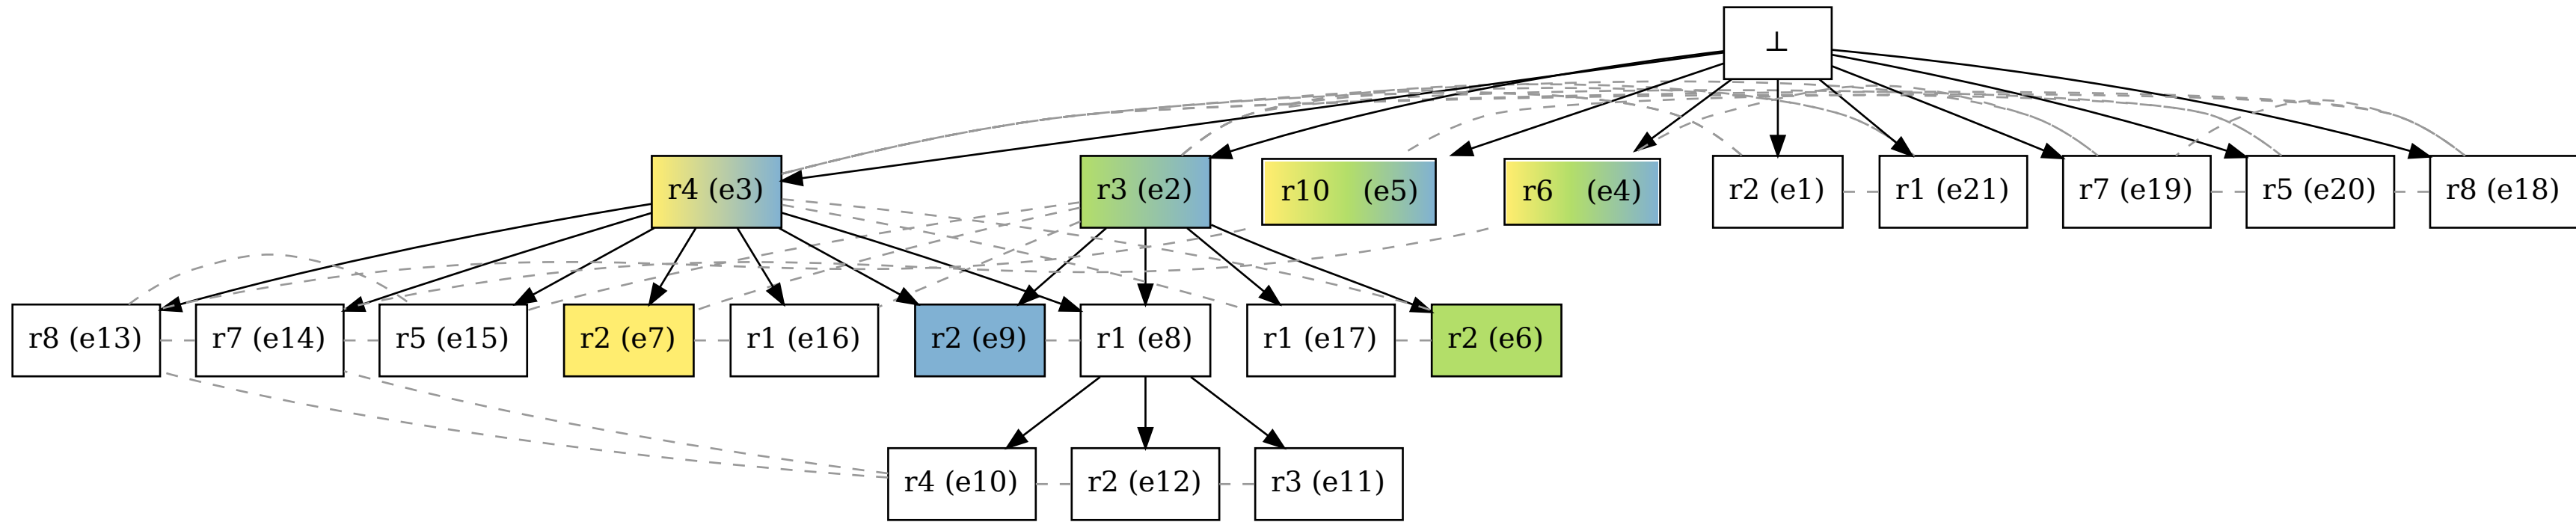 ⊥
r4 (e3)
r3 (e2)
r10 (e5)
r6 (e4)
r2 (e1)
r1 (e21)
r7 (e19)
r5 (e20)
r8 (e18)
r8 (e13)
r7 (e14)
r5 (e15)
r2 (e7)
r1 (e16)
r2 (e9)
r1 (e8)
r1 (e17)
r2 (e6)
r4 (e10)
r2 (e12)
r3 (e11)